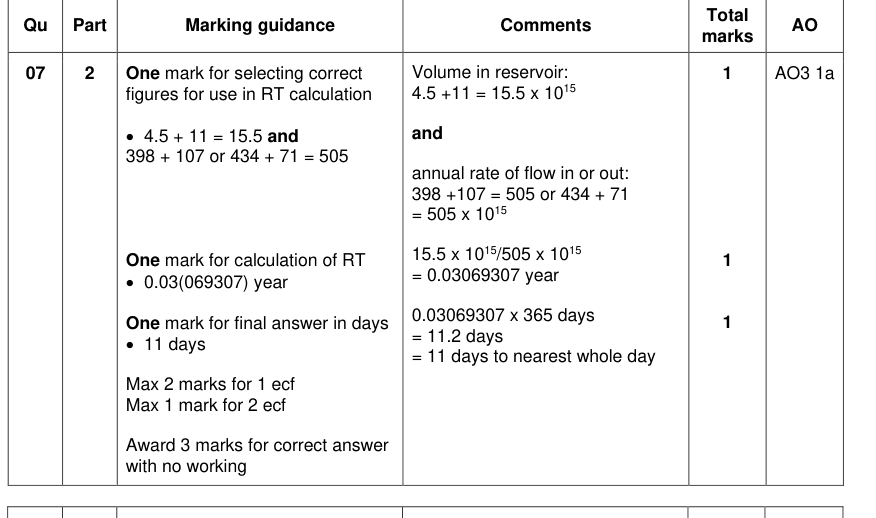 Qu
Part
Marking guidance
Comments
Total
marks
AO
07
2
One mark for selecting correct
figures for use in RT calculation
• 4.5 + 11 = 15.5 and
398 + 107 or 434 + 71 = 505
One mark for calculation of RT
• 0.03(069307) year
One mark for final answer in days
• 11 days
Max 2 marks for 1 ecf
Max 1 mark for 2 ecf
Award 3 marks for correct answer
with no working
Volume in reservoir:
4.5 +11 = 15.5 x 10¹⁵
and
annual rate of flow in or out:
398 +107 = 505 or 434 + 71
= 505 x 10¹⁵
15.5 x 10¹⁵/505 x 10¹⁵
= 0.03069307 year
0.03069307 x 365 days
= 11.2 days
= 11 days to nearest whole day
1
1
1
AO3 1a